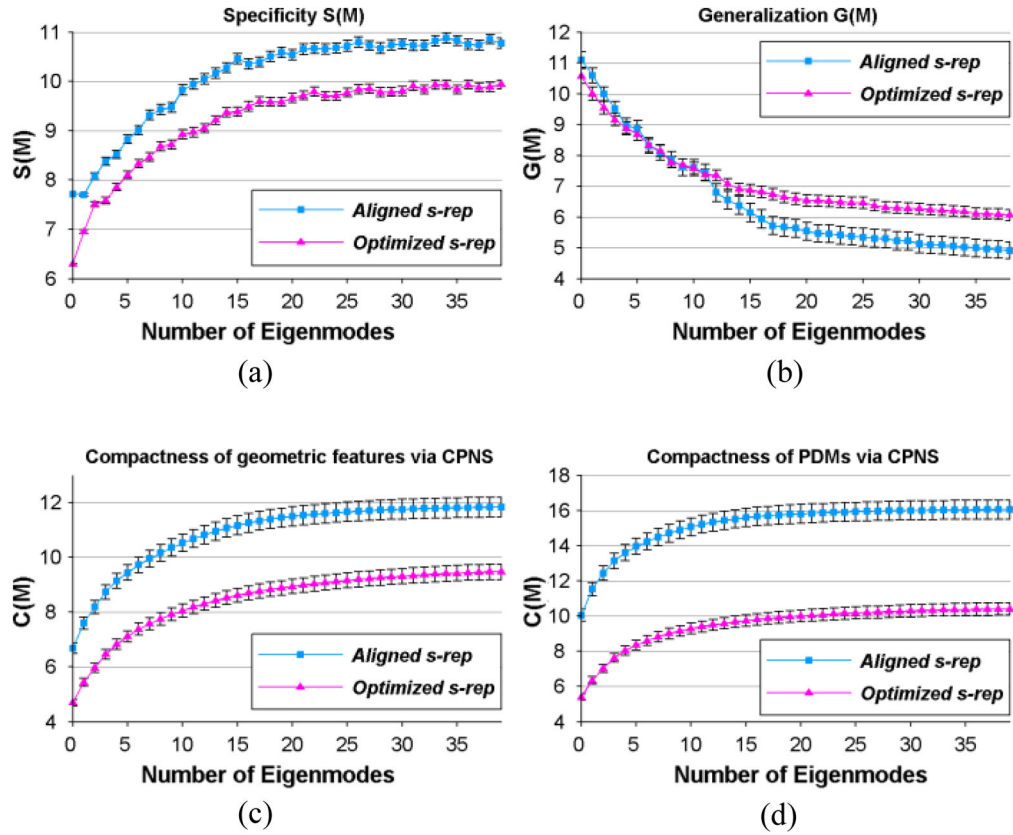 Specificity S(M)
11
10
9
8
7
6
S(M)
Aligned s-rep
Optimized s-rep
0 5 10 15 20 25 30 35
Number of Eigenmodes
(a)
Generalization G(M)
12
11
10
9
8
7
6
5
4
G(M)
Aligned s-rep
Optimized s-rep
0 5 10 15 20 25 30 35
Number of Eigenmodes
(b)
Compactness of geometric features via CPNS
12
10
8
6
4
C(M)
Aligned s-rep
Optimized s-rep
0 5 10 15 20 25 30 35
Number of Eigenmodes
(c)
Compactness of PDMs via CPNS
18
16
14
12
10
8
6
4
C(M)
Aligned s-rep
Optimized s-rep
0 5 10 15 20 25 30 35
Number of Eigenmodes
(d)